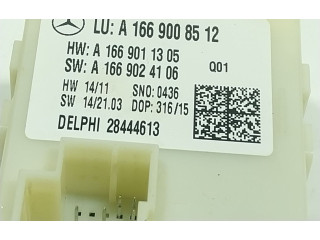 LU: A 166 900 85 12
HW: A 166 901 13 05
SW: A 166 902 41 06 Q01
HW 14/11 SNO: 0436
SW 14/21.03 DOP: 316/15
DELPHI 28444613